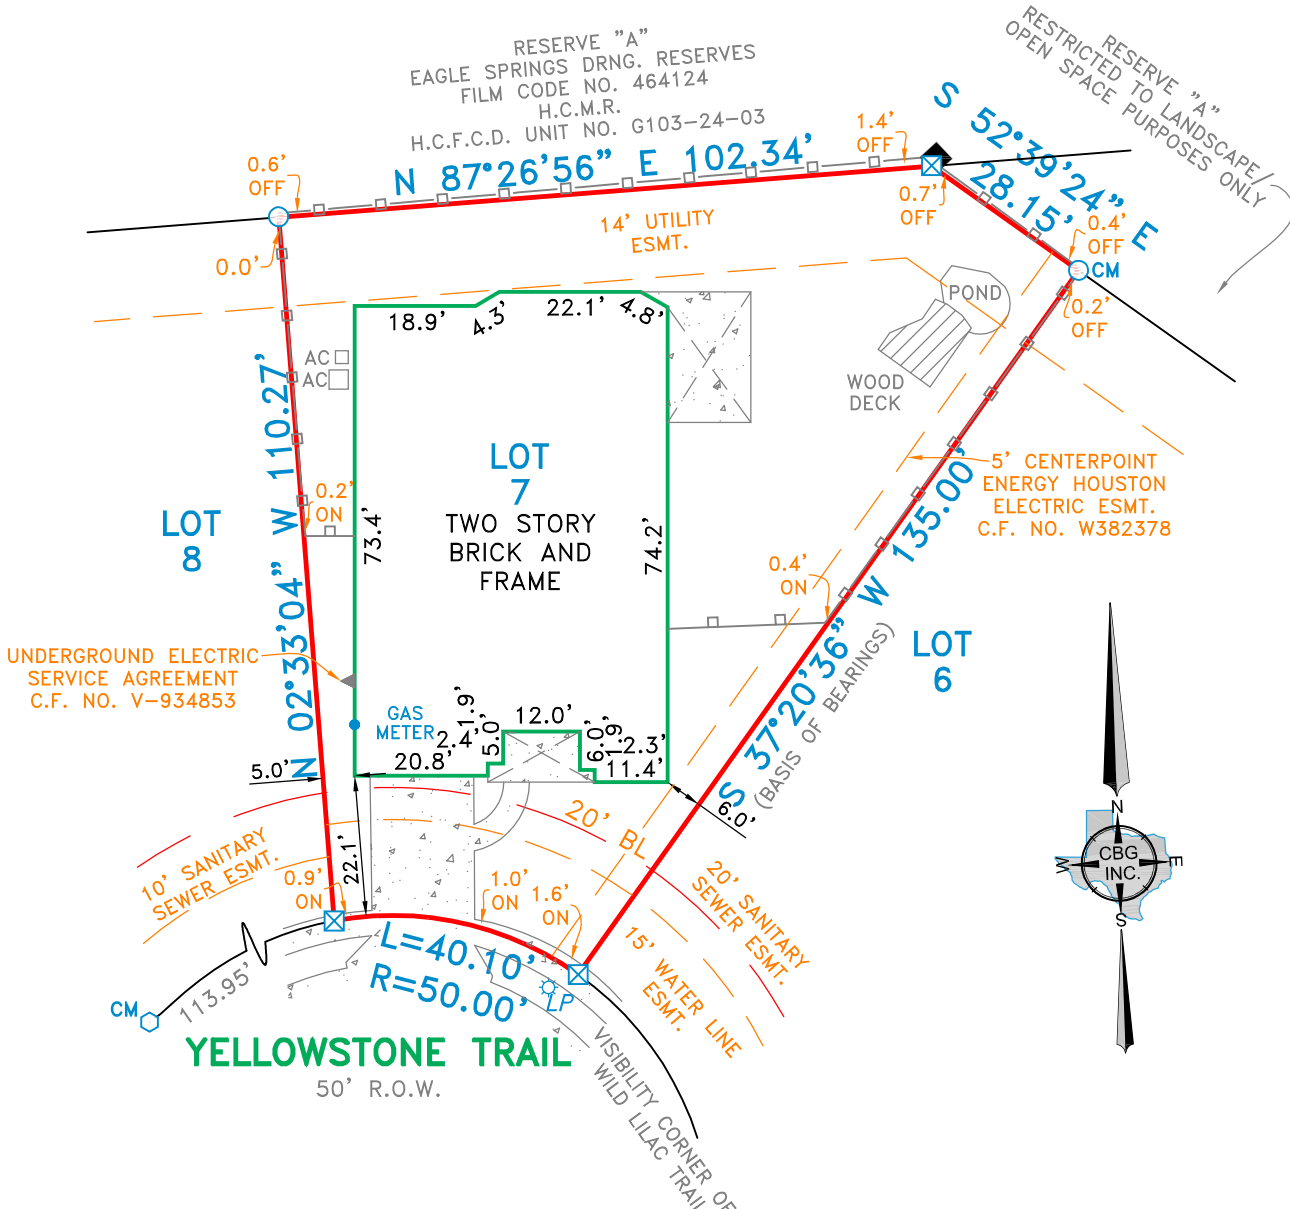 RESERVE "A"
EAGLE SPRINGS DRNG. RESERVES
FILM CODE NO. 464124
H.C.M.R.
H.C.F.C.D. UNIT NO. G103-24-03
RESERVE "A"
RESTRICTED TO LANDSCAPE/
OPEN SPACE PURPOSES ONLY
N 87°26'56" E 102.34'
S 52°39'24" E
28.15'
0.6'
OFF
1.4'
OFF
0.7'
OFF
0.4'
OFF
CM
0.2'
OFF
0.0'
14' UTILITY
ESMT.
POND
WOOD
DECK
18.9'
4.3'
22.1'
4.8'
AC
AC
N 02°33'04" W 110.27'
LOT
7
TWO STORY
BRICK AND
FRAME
73.4'
74.2'
LOT
8
0.2'
ON
5' CENTERPOINT
ENERGY HOUSTON
ELECTRIC ESMT.
C.F. NO. W382378
0.4'
ON
S 37°20'36" W 135.00'
(BASIS OF BEARINGS)
LOT
6
UNDERGROUND ELECTRIC
SERVICE AGREEMENT
C.F. NO. V-934853
GAS
METER
2.4'
1.9'
5.0'
12.0'
6.0'
1.9'
2.3'
20.8'
11.4'
5.0'
6.0'
22.1'
20' BL
10' SANITARY
SEWER ESMT.
20' SANITARY
SEWER ESMT.
15' WATER LINE
ESMT.
0.9'
ON
1.0'
ON
1.6'
ON
L=40.10'
R=50.00'
LP
CM
113.95'
YELLOWSTONE TRAIL
50' R.O.W.
VISIBILITY CORNER OF
WILD LILAC TRAIL
N
W
E
CBG
INC.
S